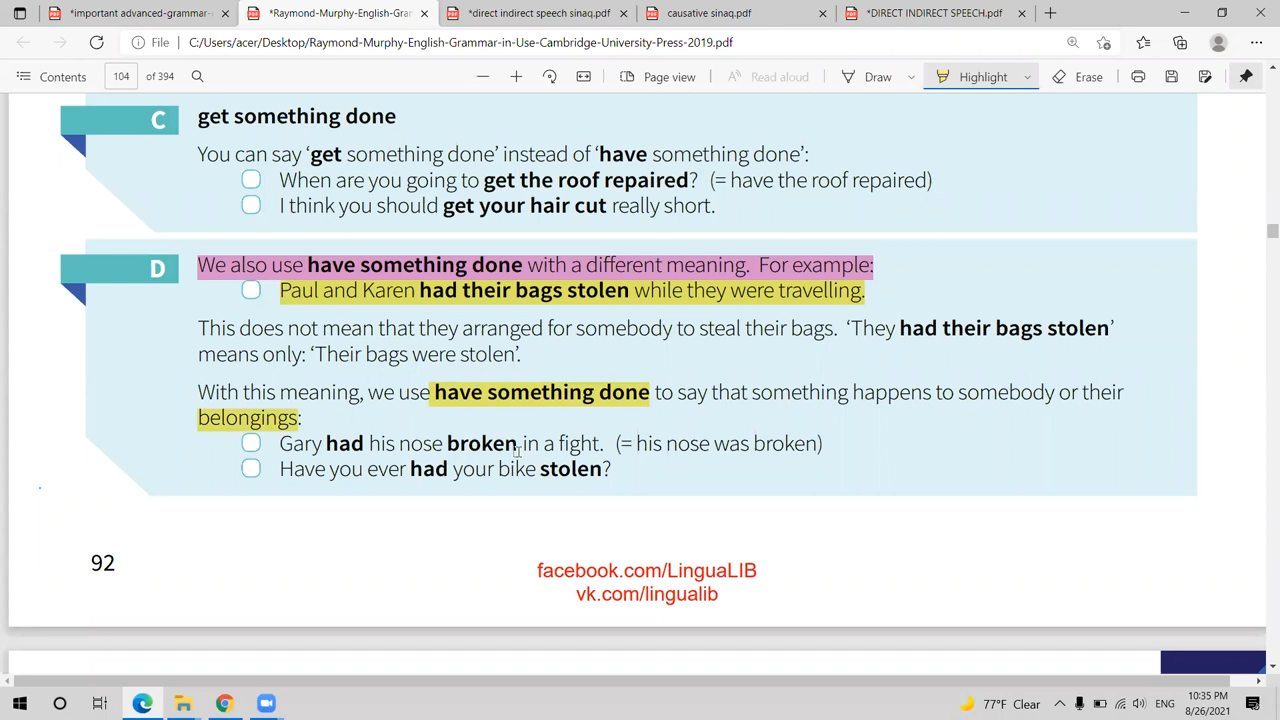 *important advanced-grammar-
*Raymond-Murphy-English-Gran
*direct indirect speech sinaq.pdf
causative sinaq.pdf
*DIRECT INDIRECT SPEECH.pdf
File
C:/Users/acer/Desktop/Raymond-Murphy-English-Grammar-in-Use-Cambridge-University-Press-2019.pdf
Contents
104
of 394
Page view
Read aloud
Draw
Highlight
Erase
C
get something done
You can say ‘get something done’ instead of ‘have something done’:
When are you going to get the roof repaired? (= have the roof repaired)
I think you should get your hair cut really short.
D
We also use have something done with a different meaning. For example:
Paul and Karen had their bags stolen while they were travelling.
This does not mean that they arranged for somebody to steal their bags. ‘They had their bags stolen’
means only: ‘Their bags were stolen’.
With this meaning, we use have something done to say that something happens to somebody or their
belongings:
Gary had his nose broken in a fight. (= his nose was broken)
Have you ever had your bike stolen?
92
facebook.com/LinguaLIB
vk.com/lingualib
77°F Clear
ENG
10:35 PM
8/26/2021